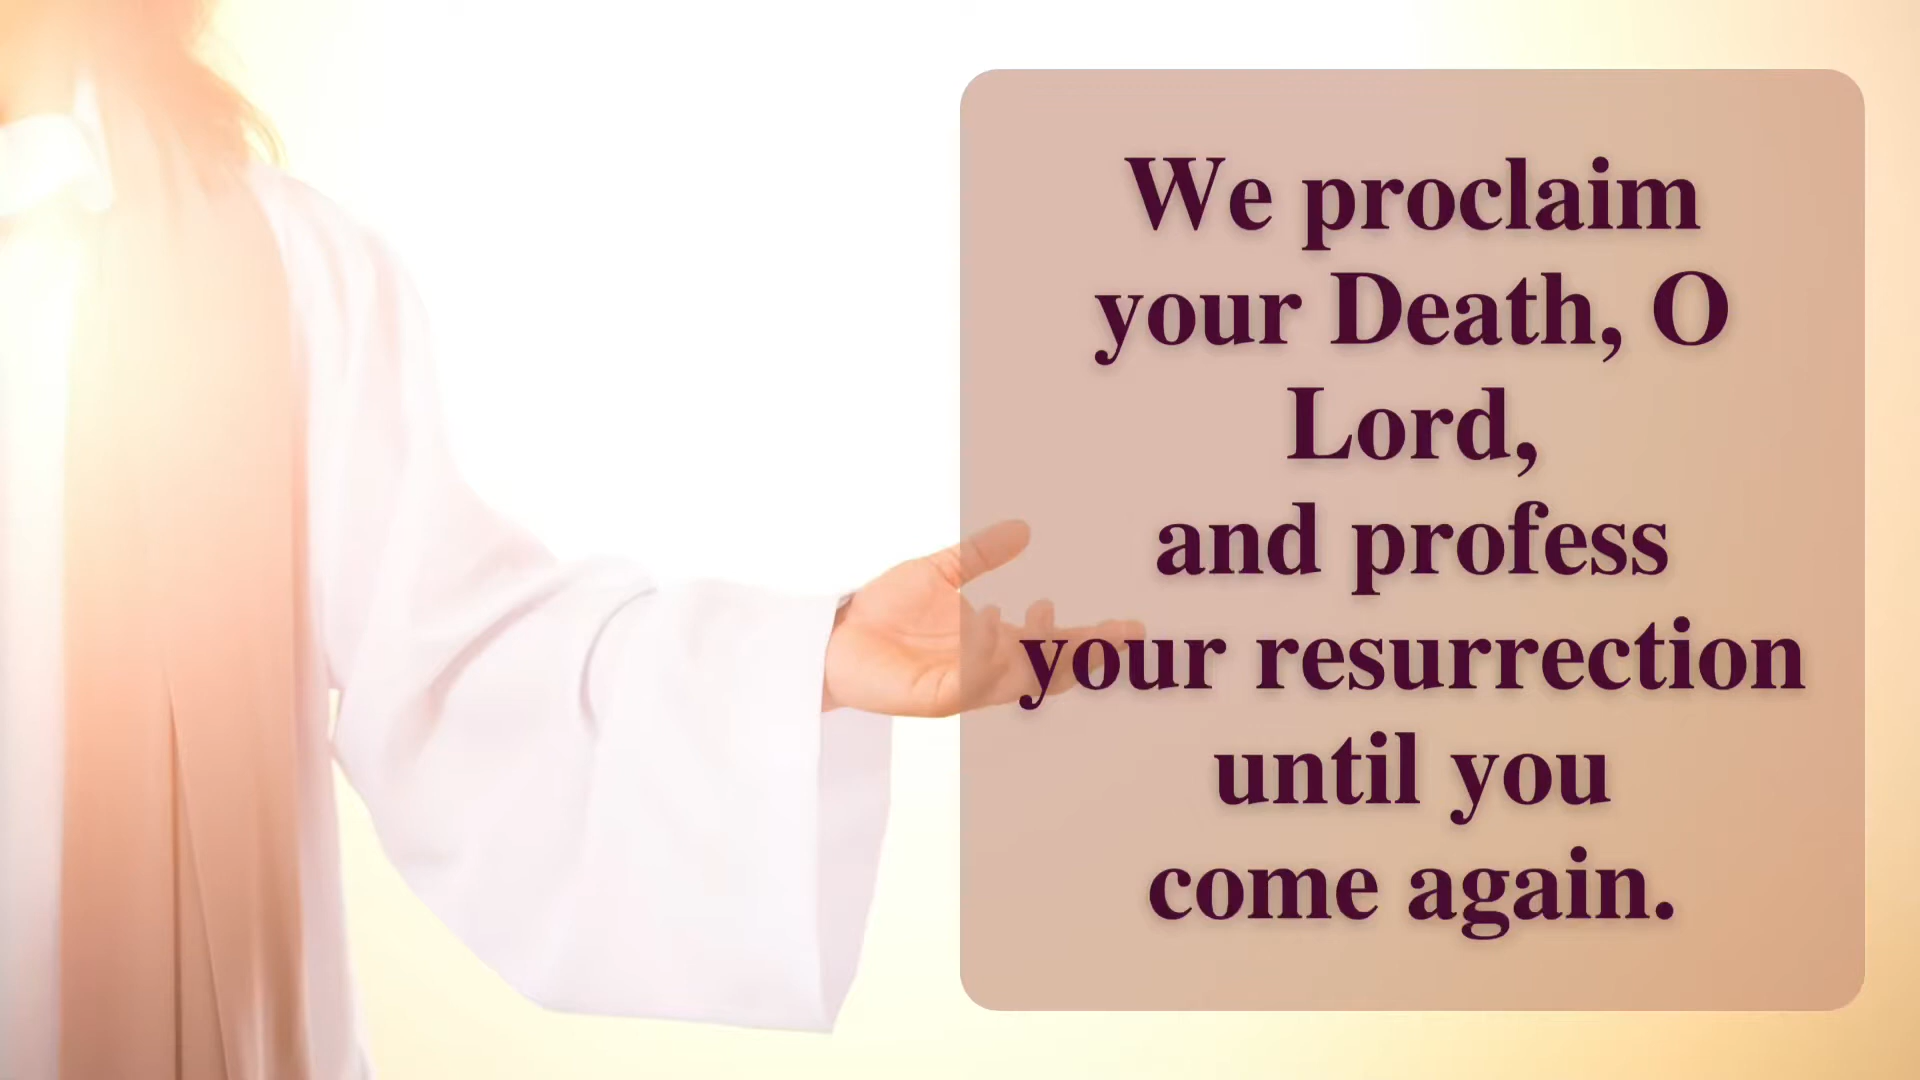 We proclaim
your Death, O
Lord,
and profess
your resurrection
until you
come again.